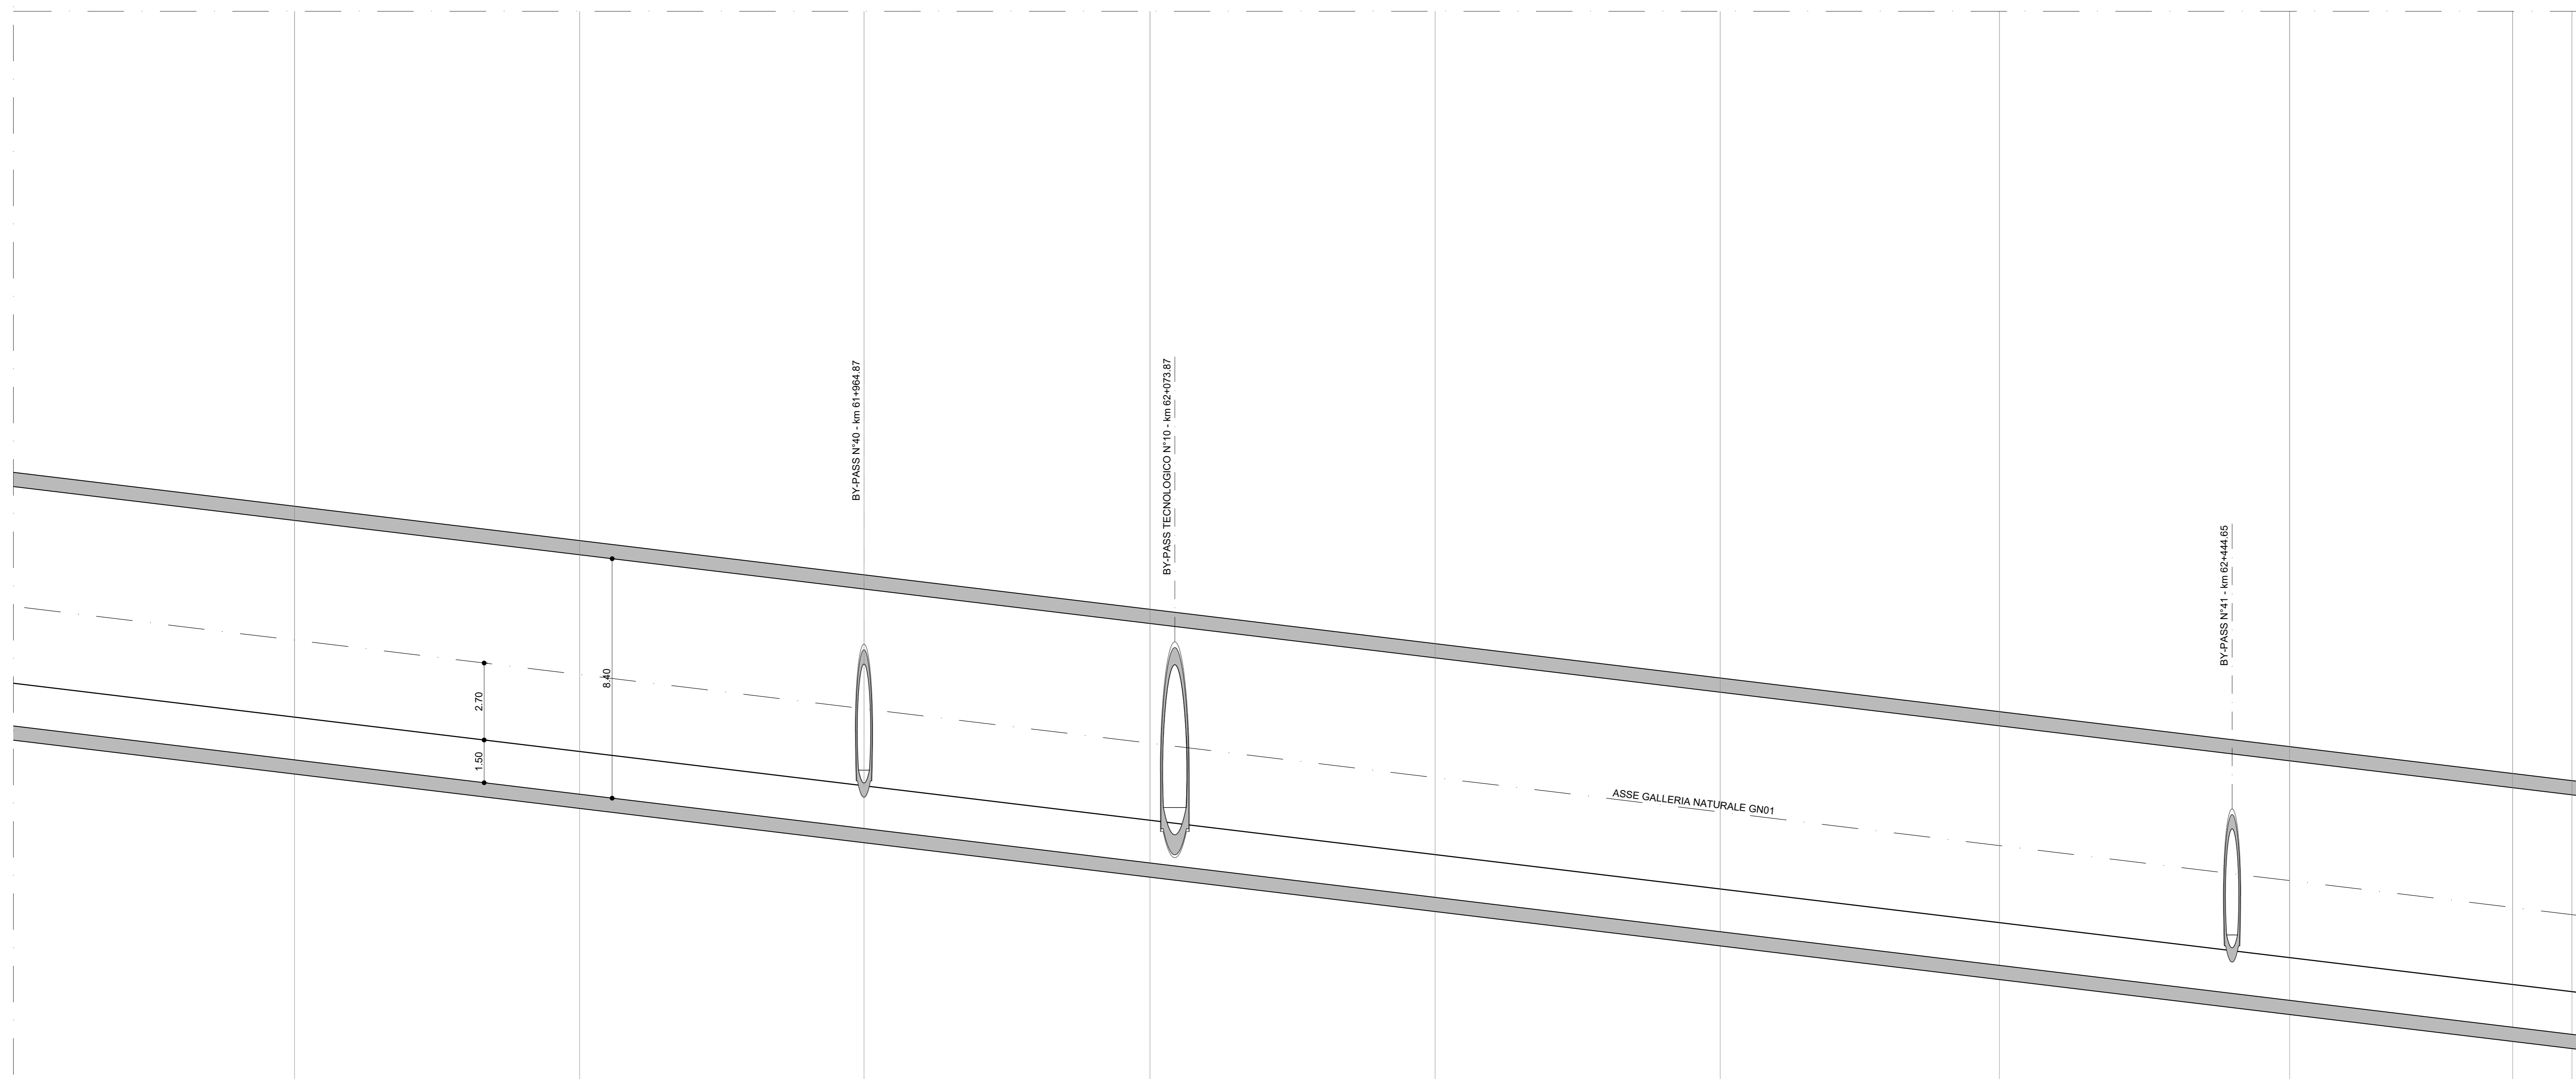 BY-PASS N°40 - km 61+964.87
BY-PASS TECNOLOGICO N°10 - km 62+073.87
BY-PASS N°41 - km 62+444.65
8.40
2.70
1.50
ASSE GALLERIA NATURALE GN01